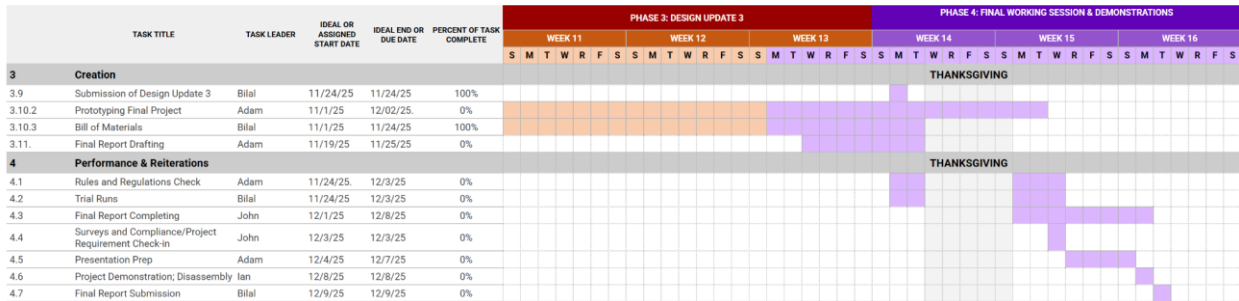 PHASE 3: DESIGN UPDATE 3 PHASE 4: FINAL WORKING SESSION & DEMONSTRATIONS
TASK TITLE TASK LEADER IDEAL OR ASSIGNED START DATE IDEAL END OR DUE DATE PERCENT OF TASK COMPLETE
WEEK 11 WEEK 12 WEEK 13 WEEK 14 WEEK 15 WEEK 16
S M T W R F S S M T W R F S S M T W R F S S M T W R F S S M T W R F S S M T W R F S
3 Creation THANKSGIVING
3.9 Submission of Design Update 3 Bilal 11/24/25 11/24/25 100%
3.10.2 Prototyping Final Project Adam 11/1/25 12/02/25. 0%
3.10.3 Bill of Materials Bilal 11/1/25 11/24/25 100%
3.11. Final Report Drafting Adam 11/19/25 11/25/25 0%
4 Performance & Reiterations THANKSGIVING
4.1 Rules and Regulations Check Adam 11/24/25. 12/3/25 0%
4.2 Trial Runs Bilal 11/24/25 12/3/25 0%
4.3 Final Report Completing John 12/1/25 12/8/25 0%
4.4 Surveys and Compliance/Project Requirement Check-in John 12/3/25 12/3/25 0%
4.5 Presentation Prep Adam 12/4/25 12/7/25 0%
4.6 Project Demonstration; Disassembly Ian 12/8/25 12/8/25 0%
4.7 Final Report Submission Bilal 12/9/25 12/9/25 0%